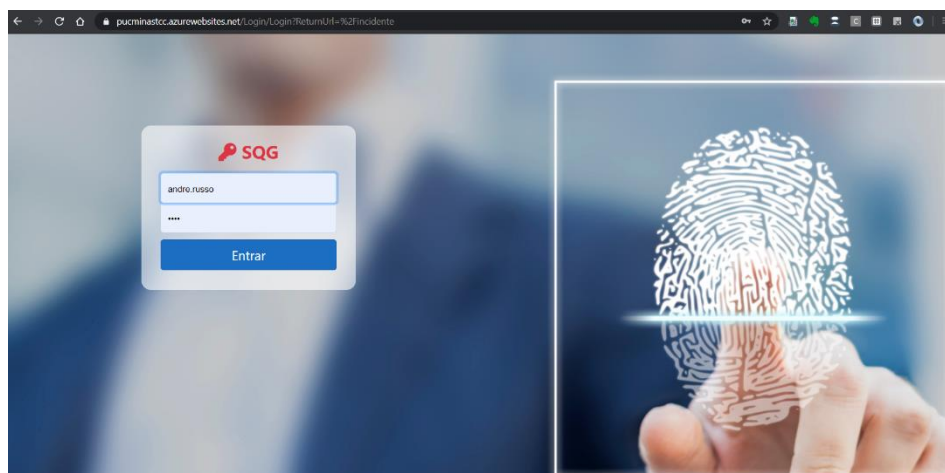 pucminastcc.azurewebsites.net/Login/Login?ReturnUrl=%2Fincidente
SQG
andre.russo
••••
Entrar